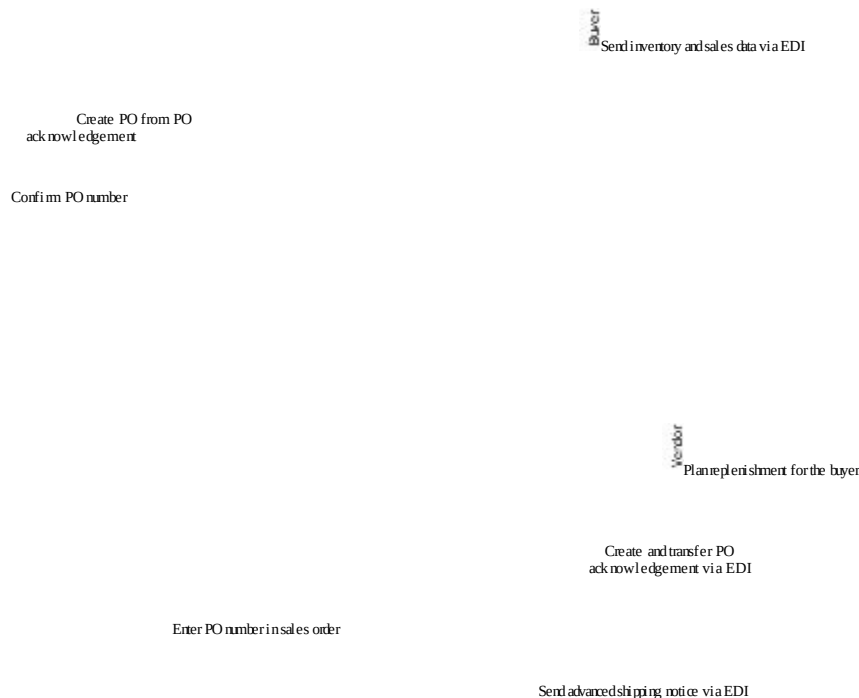 Buyer
Send inventory and sales data via EDI
Create PO from PO
acknowledgement
Confirm PO number
Vendor
Plan replenishment for the buyer
Create and transfer PO
acknowledgement via EDI
Enter PO number in sales order
Send advanced shipping notice via EDI